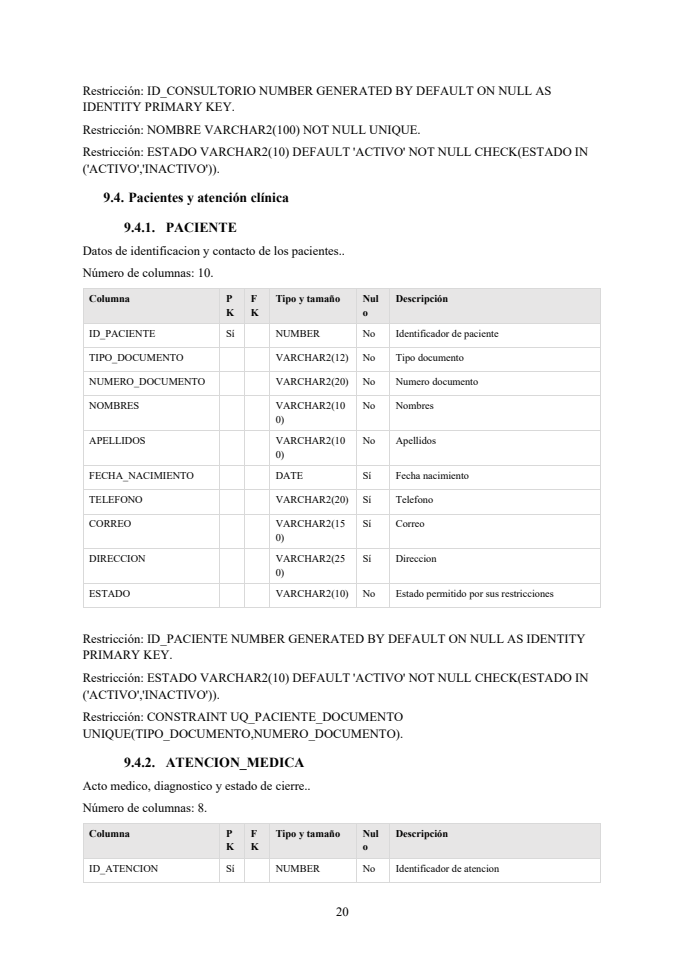 Restricción: ID_CONSULTORIO NUMBER GENERATED BY DEFAULT ON NULL AS
IDENTITY PRIMARY KEY.
Restricción: NOMBRE VARCHAR2(100) NOT NULL UNIQUE.
Restricción: ESTADO VARCHAR2(10) DEFAULT 'ACTIVO' NOT NULL CHECK(ESTADO IN
('ACTIVO','INACTIVO')).
9.4. Pacientes y atención clínica
9.4.1. PACIENTE
Datos de identificacion y contacto de los pacientes..
Número de columnas: 10.
Columna P K F K Tipo y tamaño Nul o Descripción
ID_PACIENTE Sí NUMBER No Identificador de paciente
TIPO_DOCUMENTO VARCHAR2(12) No Tipo documento
NUMERO_DOCUMENTO VARCHAR2(20) No Numero documento
NOMBRES VARCHAR2(10 0) No Nombres
APELLIDOS VARCHAR2(10 0) No Apellidos
FECHA_NACIMIENTO DATE Sí Fecha nacimiento
TELEFONO VARCHAR2(20) Sí Telefono
CORREO VARCHAR2(15 0) Sí Correo
DIRECCION VARCHAR2(25 0) Sí Direccion
ESTADO VARCHAR2(10) No Estado permitido por sus restricciones
Restricción: ID_PACIENTE NUMBER GENERATED BY DEFAULT ON NULL AS IDENTITY
PRIMARY KEY.
Restricción: ESTADO VARCHAR2(10) DEFAULT 'ACTIVO' NOT NULL CHECK(ESTADO IN
('ACTIVO','INACTIVO')).
Restricción: CONSTRAINT UQ_PACIENTE_DOCUMENTO
UNIQUE(TIPO_DOCUMENTO,NUMERO_DOCUMENTO).
9.4.2. ATENCION_MEDICA
Acto medico, diagnostico y estado de cierre..
Número de columnas: 8.
Columna P K F K Tipo y tamaño Nul o Descripción
ID_ATENCION Sí NUMBER No Identificador de atencion
20